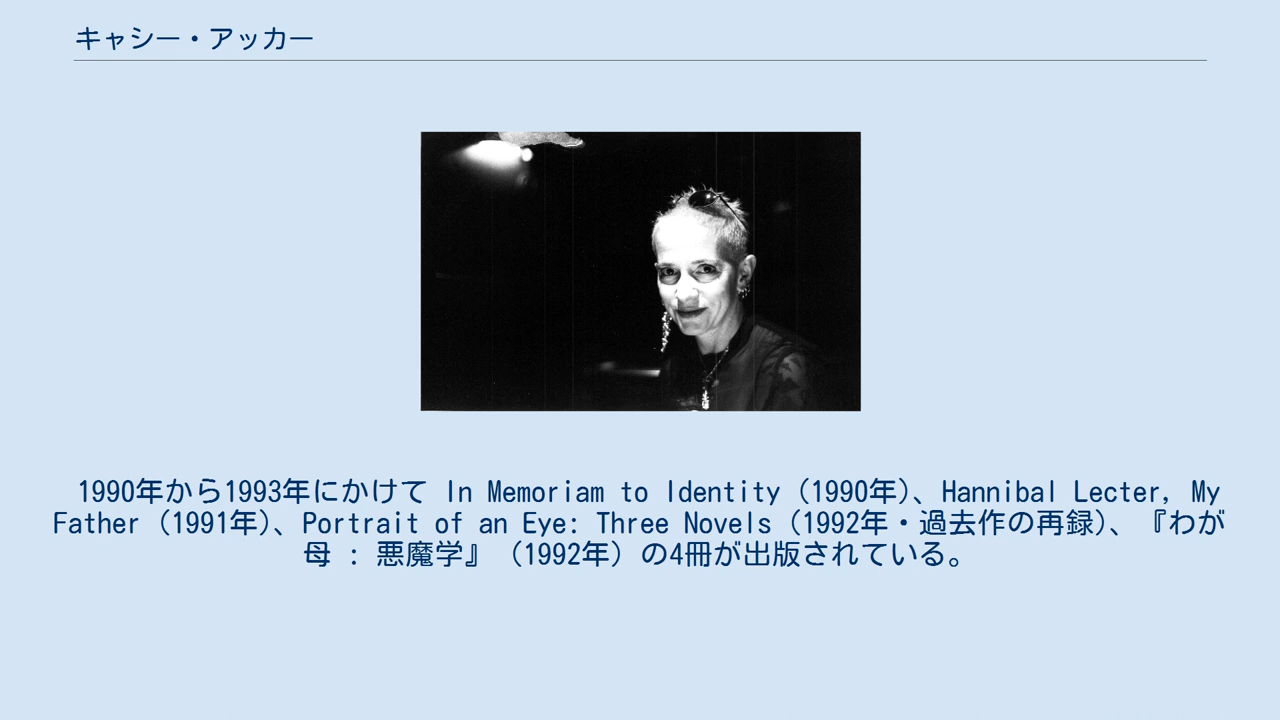 キャシー・アッカー
1990年から1993年にかけて In Memoriam to Identity（1990年）、Hannibal Lecter, My
Father（1991年）、Portrait of an Eye: Three Novels（1992年・過去作の再録）、『わが
母 : 悪魔学』（1992年）の4冊が出版されている。